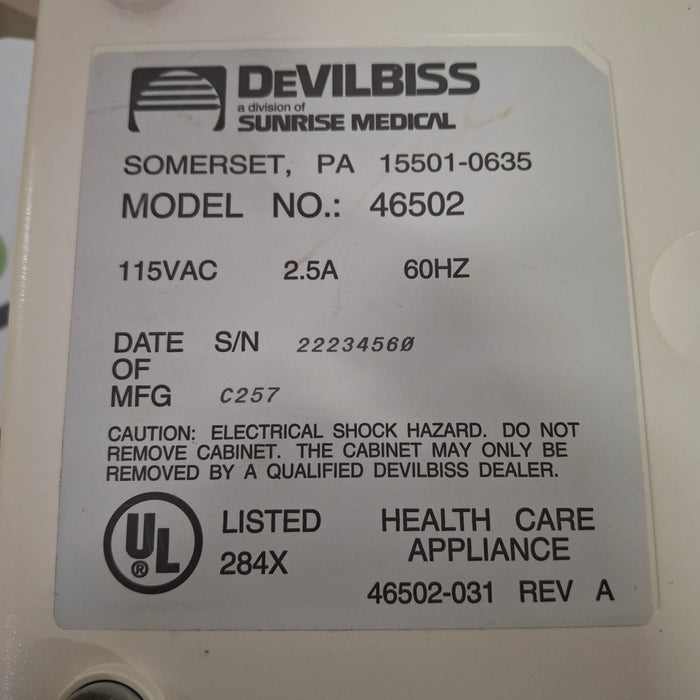 DEVILBISS
a division of
SUNRISE MEDICAL
SOMERSET, PA 15501-0635
MODEL NO.: 46502
115VAC 2.5A 60HZ
DATE S/N 2223456Ø
OF
MFG C257
CAUTION: ELECTRICAL SHOCK HAZARD. DO NOT
REMOVE CABINET. THE CABINET MAY ONLY BE
REMOVED BY A QUALIFIED DEVILBISS DEALER.
UL ® LISTED HEALTH CARE
284X APPLIANCE
46502-031 REV A